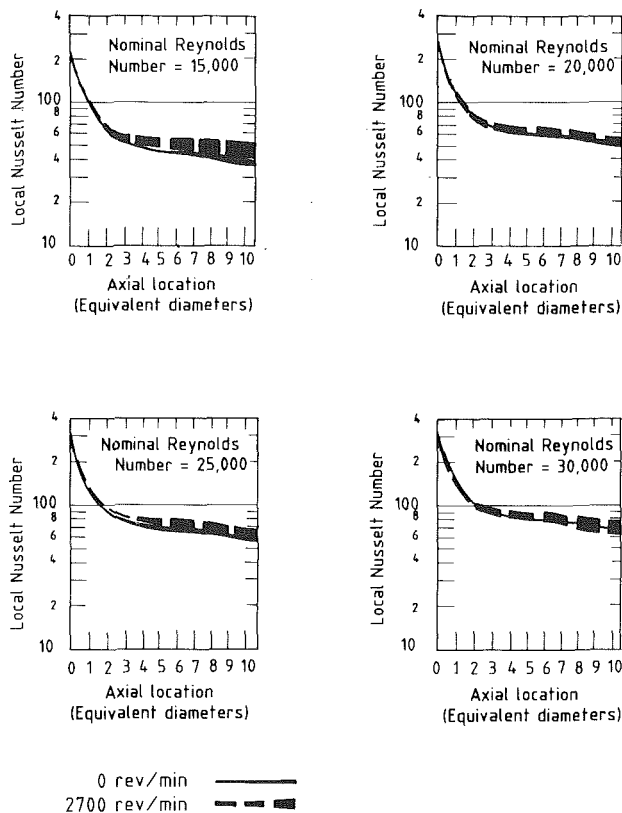 4
Nominal Reynolds
Number = 15,000
100
8
6
4
2
10
Local Nusselt Number
0 1 2 3 4 5 6 7 8 9 10
Axial location
(Equivalent diameters)
4
Nominal Reynolds
Number = 20,000
100
8
6
4
2
10
Local Nusselt Number
0 1 2 3 4 5 6 7 8 9 10
Axial location
(Equivalent diameters)
4
Nominal Reynolds
Number = 25,000
100
8
6
4
2
10
Local Nusselt Number
0 1 2 3 4 5 6 7 8 9 10
Axial location
(Equivalent diameters)
4
Nominal Reynolds
Number = 30,000
100
8
6
4
2
10
Local Nusselt Number
0 1 2 3 4 5 6 7 8 9 10
Axial location
(Equivalent diameters)
0 rev/min
2700 rev/min